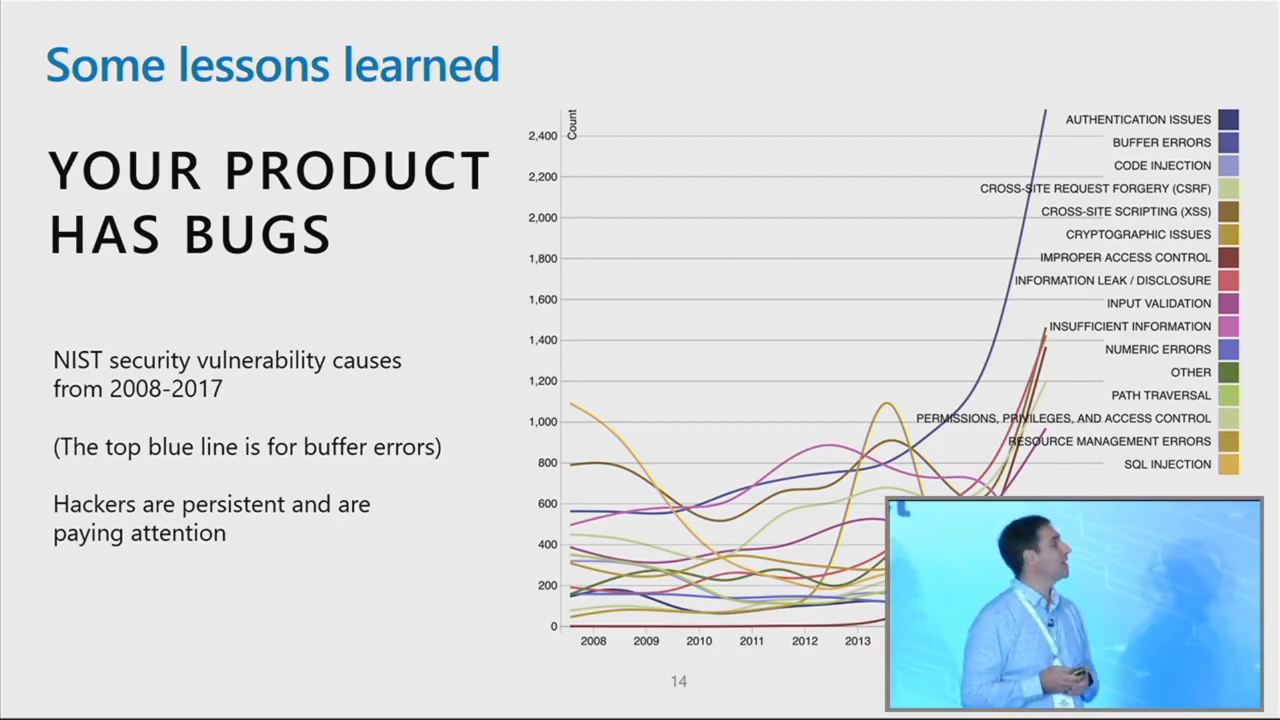 Some lessons learned
YOUR PRODUCT
HAS BUGS
NIST security vulnerability causes
from 2008-2017
(The top blue line is for buffer errors)
Hackers are persistent and are
paying attention
Count
2,400
2,200
2,000
1,800
1,600
1,400
1,200
1,000
800
600
400
200
0
2008
2009
2010
2011
2012
2013
AUTHENTICATION ISSUES
BUFFER ERRORS
CODE INJECTION
CROSS-SITE REQUEST FORGERY (CSRF)
CROSS-SITE SCRIPTING (XSS)
CRYPTOGRAPHIC ISSUES
IMPROPER ACCESS CONTROL
INFORMATION LEAK / DISCLOSURE
INPUT VALIDATION
INSUFFICIENT INFORMATION
NUMERIC ERRORS
OTHER
PATH TRAVERSAL
PERMISSIONS, PRIVILEGES, AND ACCESS CONTROL
RESOURCE MANAGEMENT ERRORS
SQL INJECTION
14